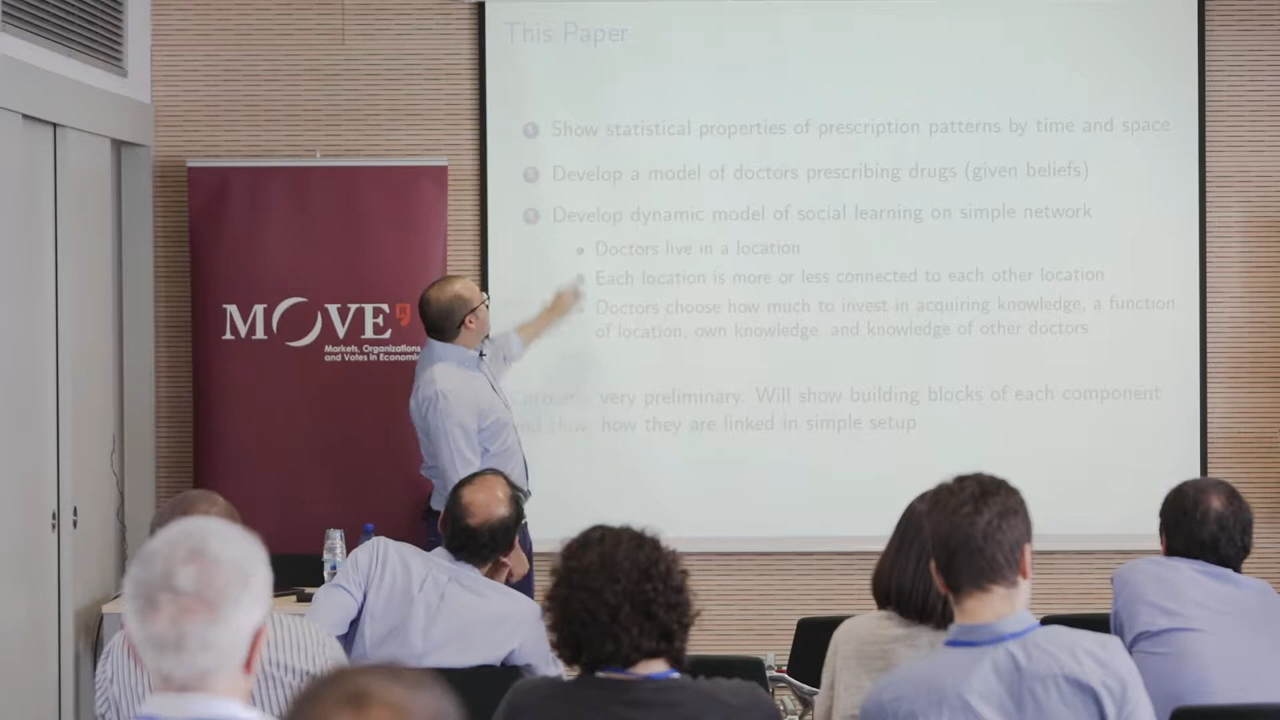 This Paper
1 Show statistical properties of prescription patterns by time and space
2 Develop a model of doctors prescribing drugs (given beliefs)
3 Develop dynamic model of social learning on simple network
• Doctors live in a location
• Each location is more or less connected to each other location
• Doctors choose how much to invest in acquiring knowledge, a function
of location, own knowledge, and knowledge of other doctors
very preliminary. Will show building blocks of each component
how they are linked in simple setup
MOVE
Markets, Organizations
and Votes in Economic